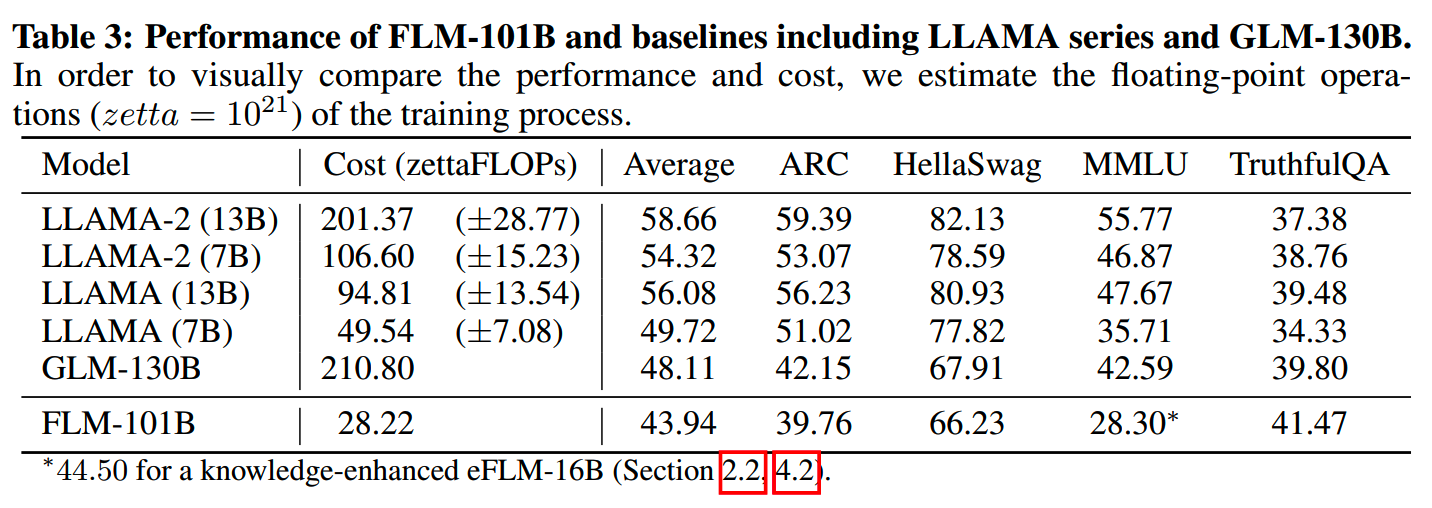 Table 3: Performance of FLM-101B and baselines including LLAMA series and GLM-130B.
In order to visually compare the performance and cost, we estimate the floating-point opera-
tions (zetta = 10²¹) of the training process.
Model Cost (zettaFLOPs) Average ARC HellaSwag MMLU TruthfulQA
LLAMA-2 (13B) 201.37 (±28.77) 58.66 59.39 82.13 55.77 37.38
LLAMA-2 (7B) 106.60 (±15.23) 54.32 53.07 78.59 46.87 38.76
LLAMA (13B) 94.81 (±13.54) 56.08 56.23 80.93 47.67 39.48
LLAMA (7B) 49.54 (±7.08) 49.72 51.02 77.82 35.71 34.33
GLM-130B 210.80 48.11 42.15 67.91 42.59 39.80
FLM-101B 28.22 43.94 39.76 66.23 28.30* 41.47
*44.50 for a knowledge-enhanced eFLM-16B (Section 2.2, 4.2).